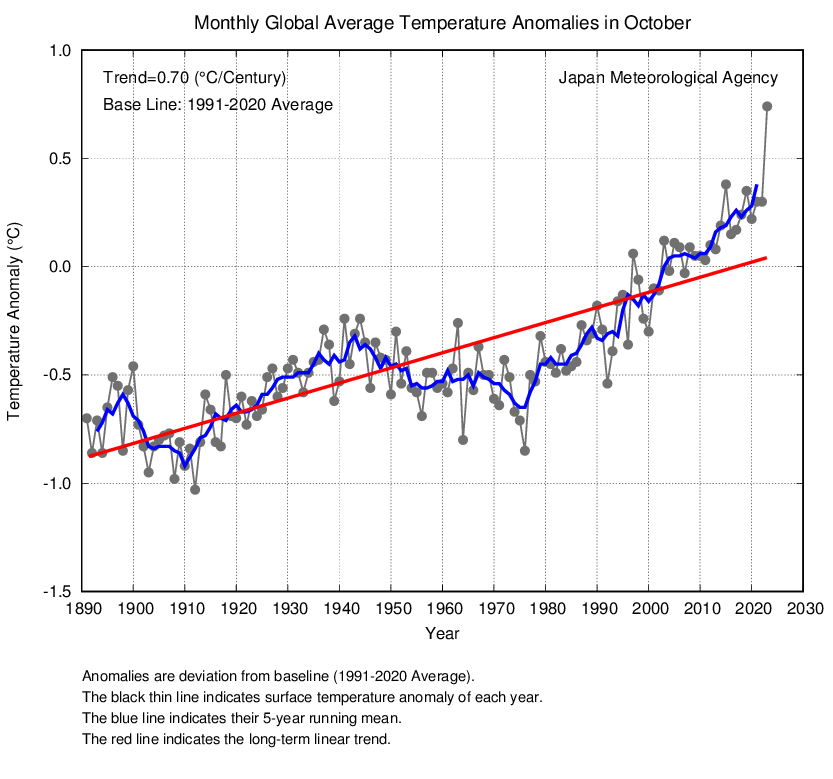 Monthly Global Average Temperature Anomalies in October
1.0
Trend=0.70 (°C/Century)
Japan Meteorological Agency
Base Line: 1991-2020 Average
0.5
0.0
-0.5
-1.0
-1.5
Temperature Anomaly (°C)
1890 1900 1910 1920 1930 1940 1950 1960 1970 1980 1990 2000 2010 2020 2030
Year
Anomalies are deviation from baseline (1991-2020 Average).
The black thin line indicates surface temperature anomaly of each year.
The blue line indicates their 5-year running mean.
The red line indicates the long-term linear trend.